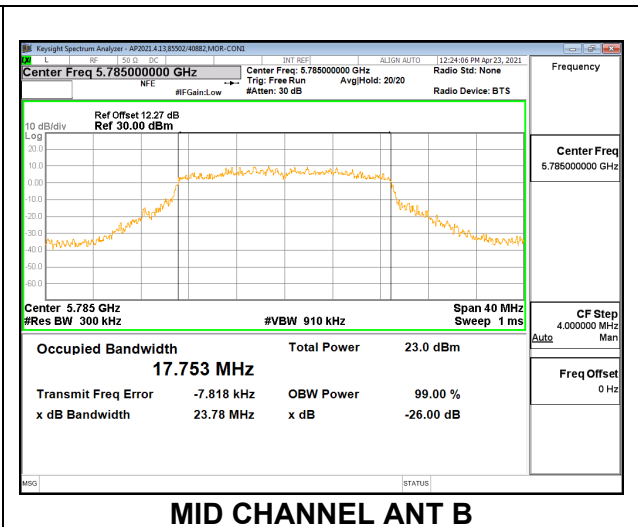 Keysight Spectrum Analyzer - AP2021.4.13,85502/40882,MOR-CON1
LXI L RF 50 Ω DC INT REF ALIGN AUTO 12:24:06 PM Apr 23, 2021
Center Freq 5.785000000 GHz Center Freq: 5.785000000 GHz Radio Std: None Frequency
NFE Trig: Free Run Avg|Hold: 20/20
#IFGain:Low #Atten: 30 dB Radio Device: BTS
Ref Offset 12.27 dB
10 dB/div Ref 30.00 dBm
Log
20.0
10.0
0.00
-10.0
-20.0
-30.0
-40.0
-50.0
-60.0
Center 5.785 GHz Span 40 MHz
#Res BW 300 kHz #VBW 910 kHz Sweep 1 ms
Occupied Bandwidth Total Power 23.0 dBm
17.753 MHz
Transmit Freq Error -7.818 kHz OBW Power 99.00 %
x dB Bandwidth 23.78 MHz x dB -26.00 dB
Center Freq
5.785000000 GHz
CF Step
4.000000 MHz
Auto Man
Freq Offset
0 Hz
MSG STATUS
MID CHANNEL ANT B